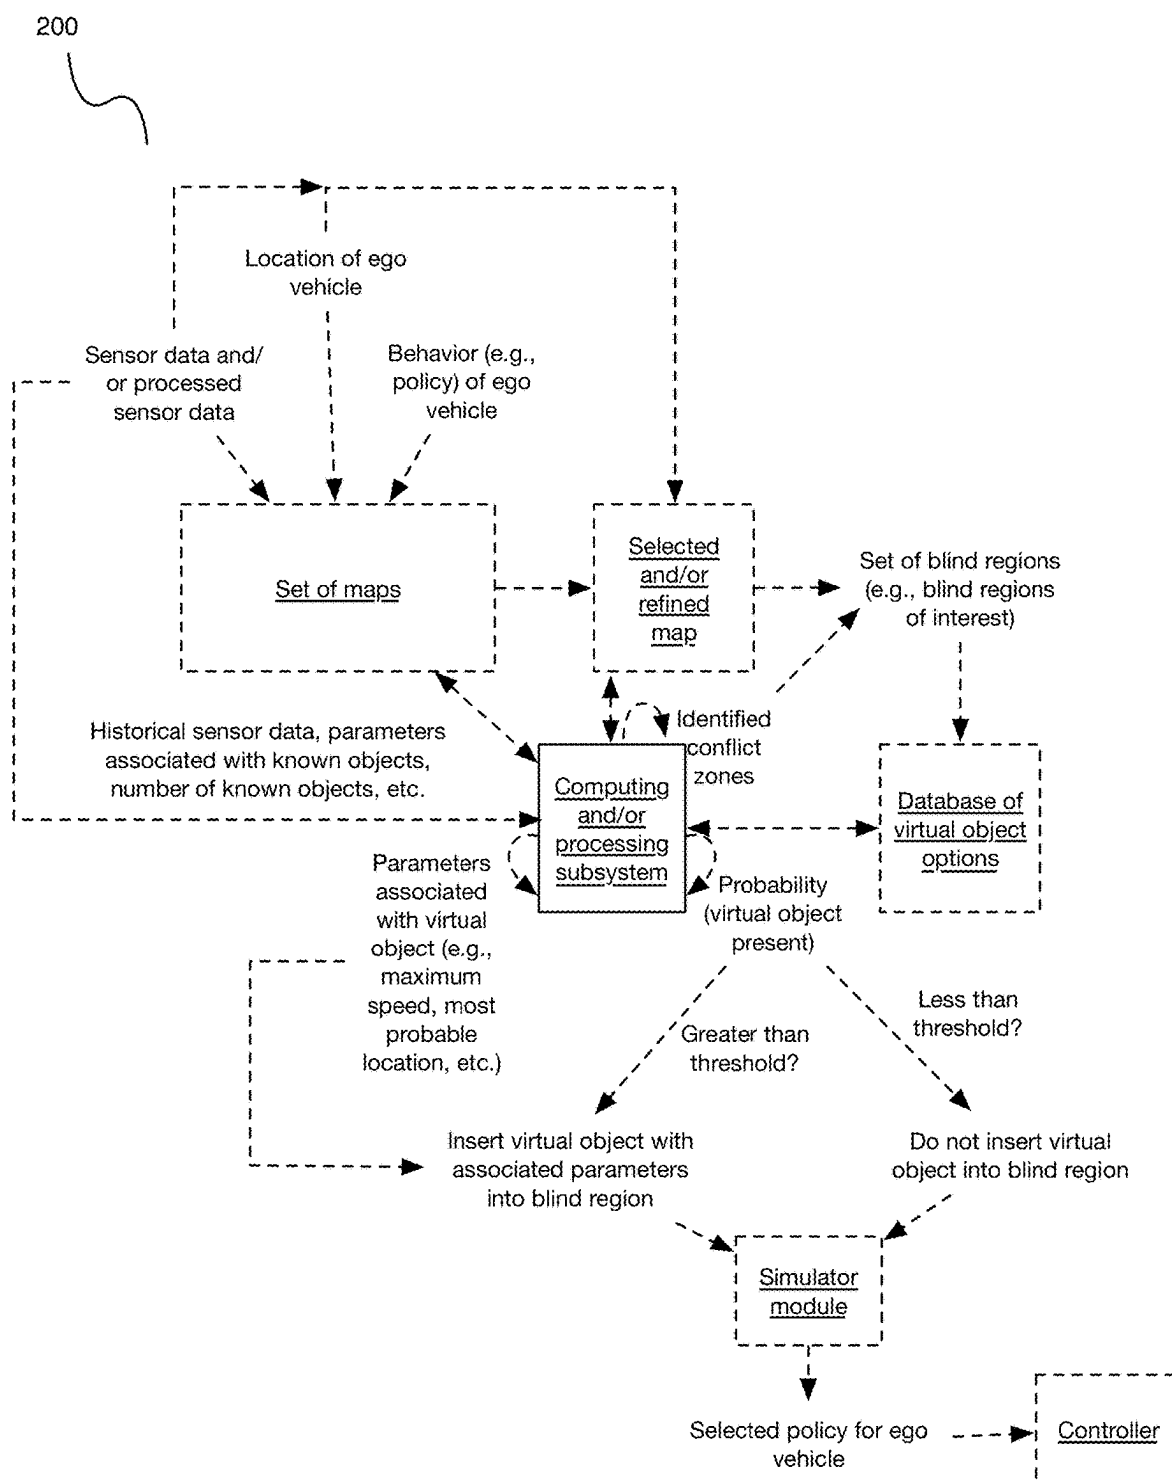 200
Location of ego
vehicle
Sensor data and/
or processed
sensor data
Behavior (e.g.,
policy) of ego
vehicle
Set of maps
Selected
and/or
refined
map
Set of blind regions
(e.g., blind regions
of interest)
Historical sensor data, parameters
associated with known objects,
number of known objects, etc.
Identified
conflict
zones
Computing
and/or
processing
subsystem
Database of
virtual object
options
Parameters
associated
with virtual
object (e.g.,
maximum
speed, most
probable
location, etc.)
Probability
(virtual object
present)
Greater than
threshold?
Less than
threshold?
Insert virtual object with
associated parameters
into blind region
Do not insert virtual
object into blind region
Simulator
module
Selected policy for ego
vehicle
Controller